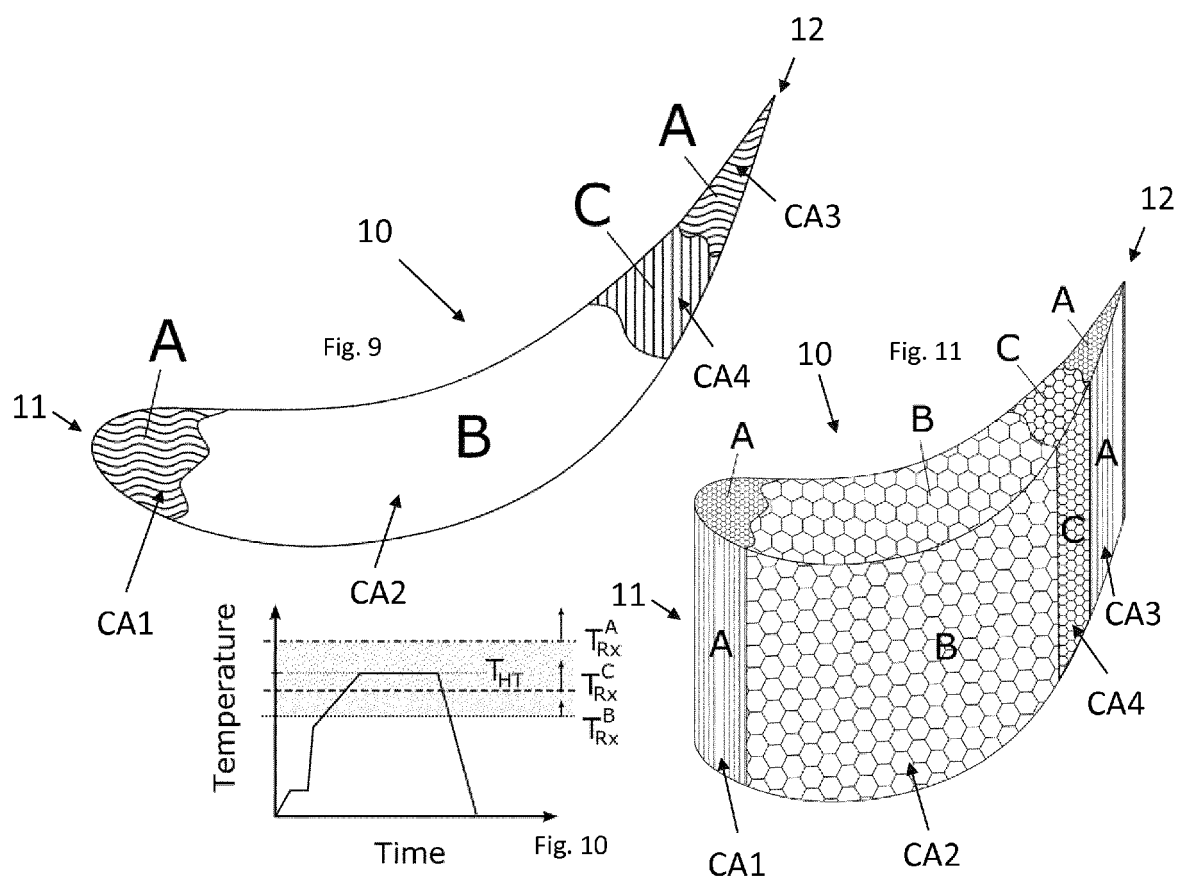 12
A
C
CA3
10
12
A
Fig. 9
A
CA4
10
Fig. 11
C
11
B
B
A
A
C
CA1
CA2
11
A
B
CA3
CA4
Temperature
T_HT
T_Rx^A
T_Rx^C
T_Rx^B
Time
Fig. 10
CA1
CA2